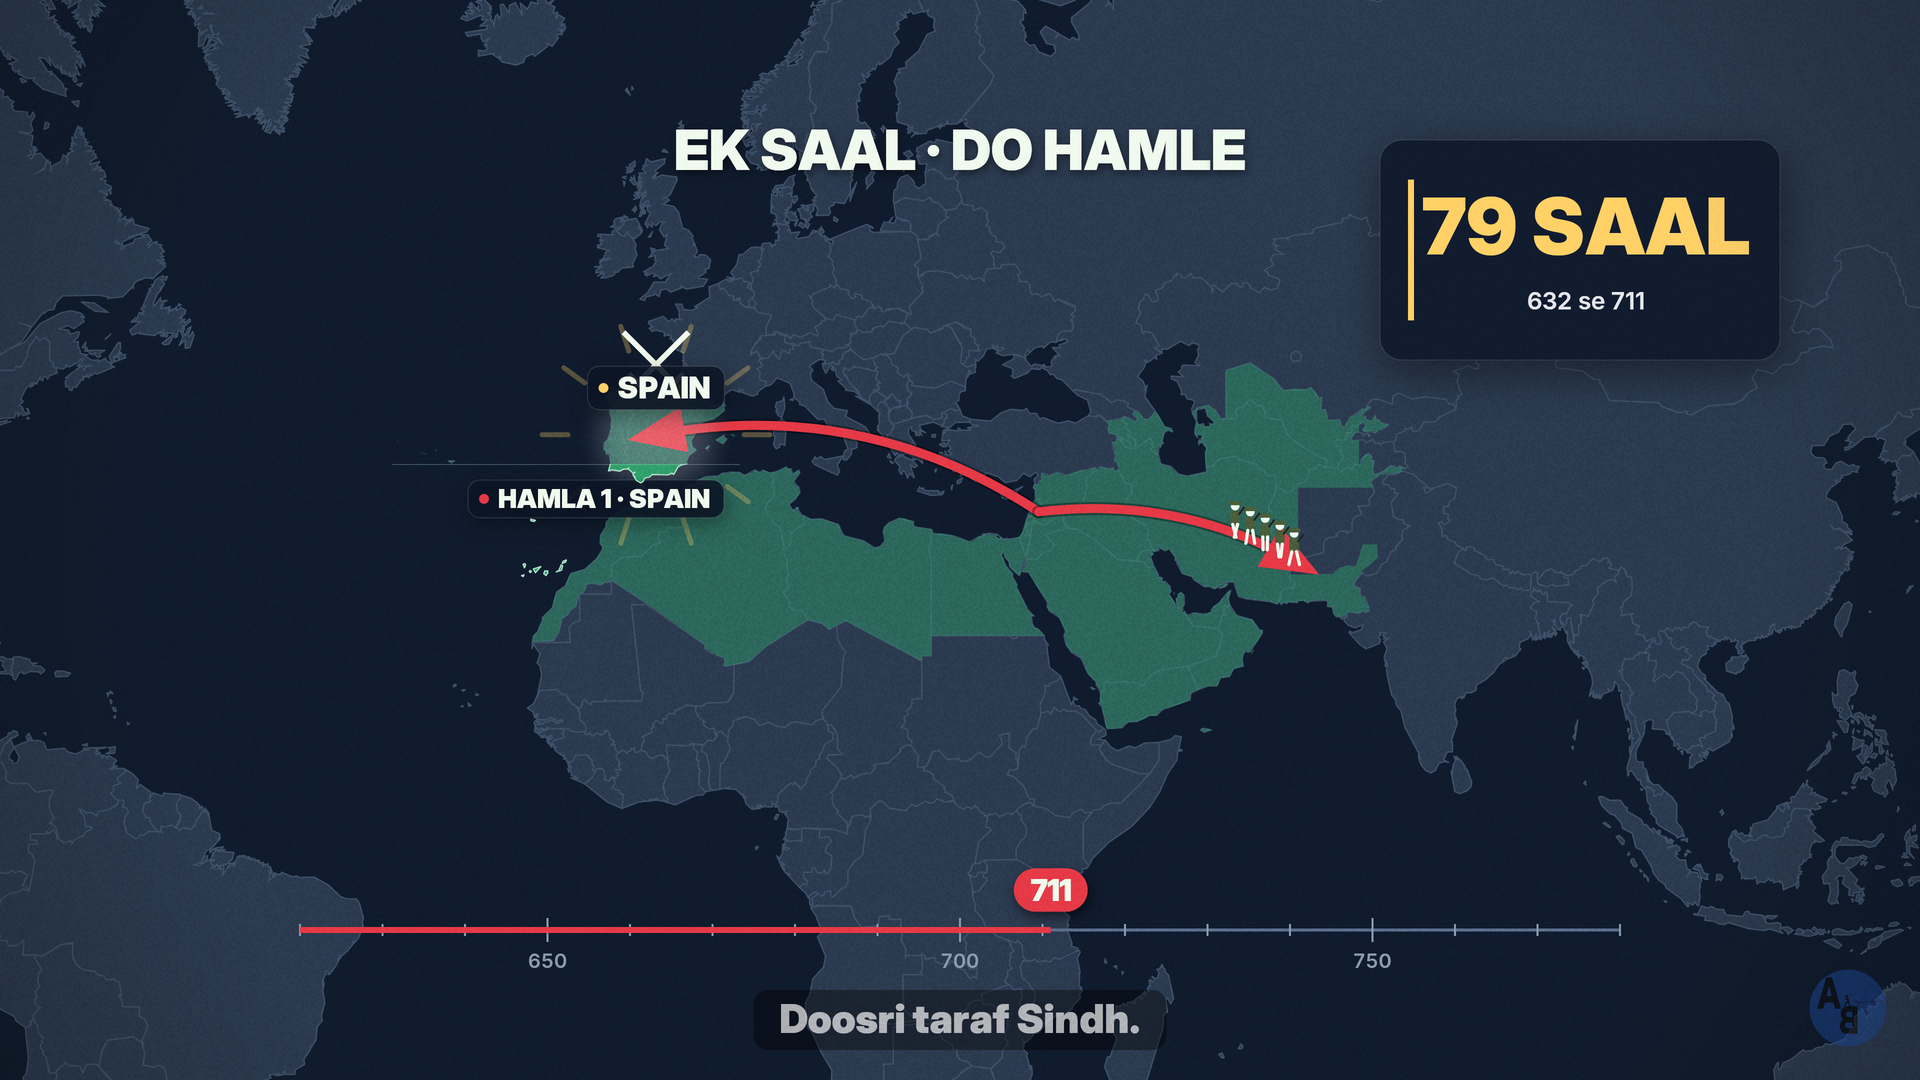 EK SAAL • DO HAMLE
79 SAAL
632 se 711
SPAIN
HAMLA 1 • SPAIN
711
650
700
750
Doosri taraf Sindh.
A
B